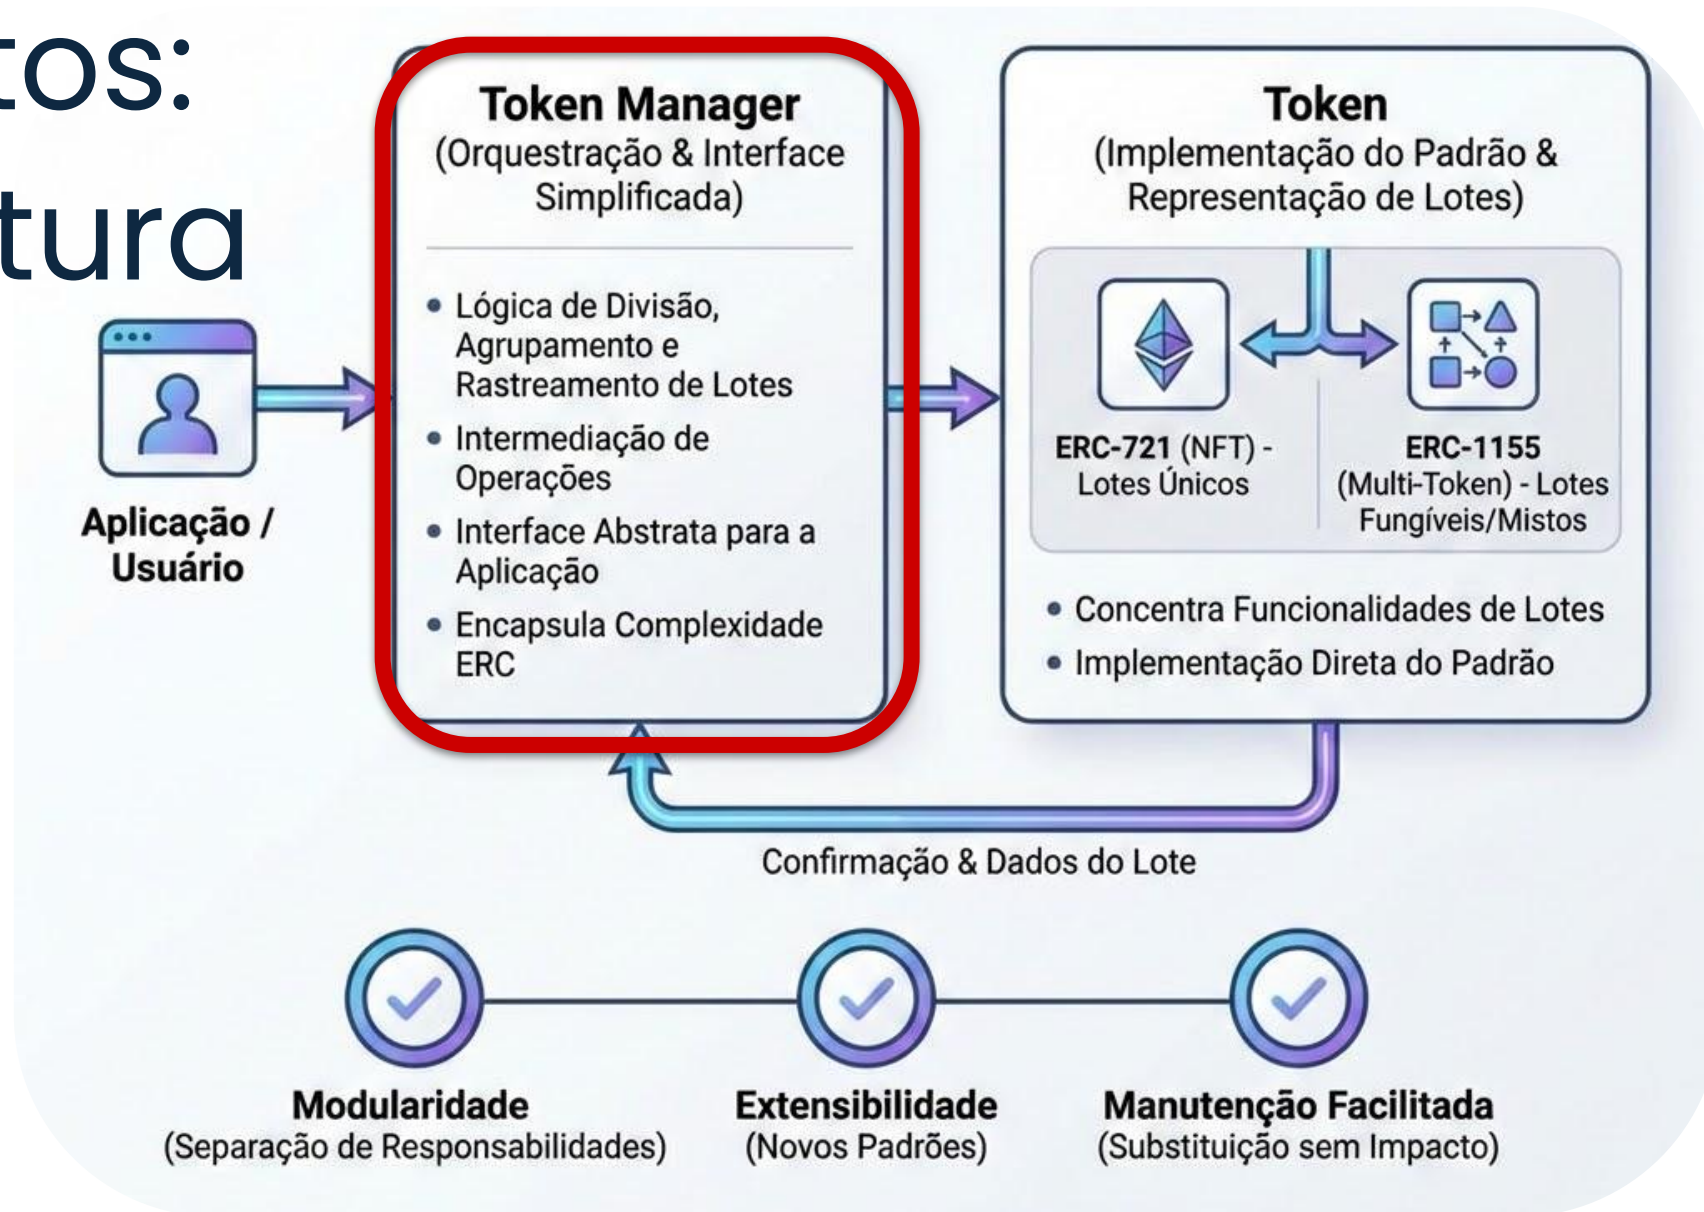 tos:
tura
Aplicação /
Usuário
Token Manager
(Orquestração & Interface
Simplificada)
• Lógica de Divisão,
Agrupamento e
Rastreamento de Lotes
• Intermediação de
Operações
• Interface Abstrata para a
Aplicação
• Encapsula Complexidade
ERC
Token
(Implementação do Padrão &
Representação de Lotes)
ERC-721 (NFT) -
Lotes Únicos
ERC-1155
(Multi-Token) - Lotes
Fungíveis/Mistos
• Concentra Funcionalidades de Lotes
• Implementação Direta do Padrão
Confirmação & Dados do Lote
Modularidade
(Separação de Responsabilidades)
Extensibilidade
(Novos Padrões)
Manutenção Facilitada
(Substituição sem Impacto)